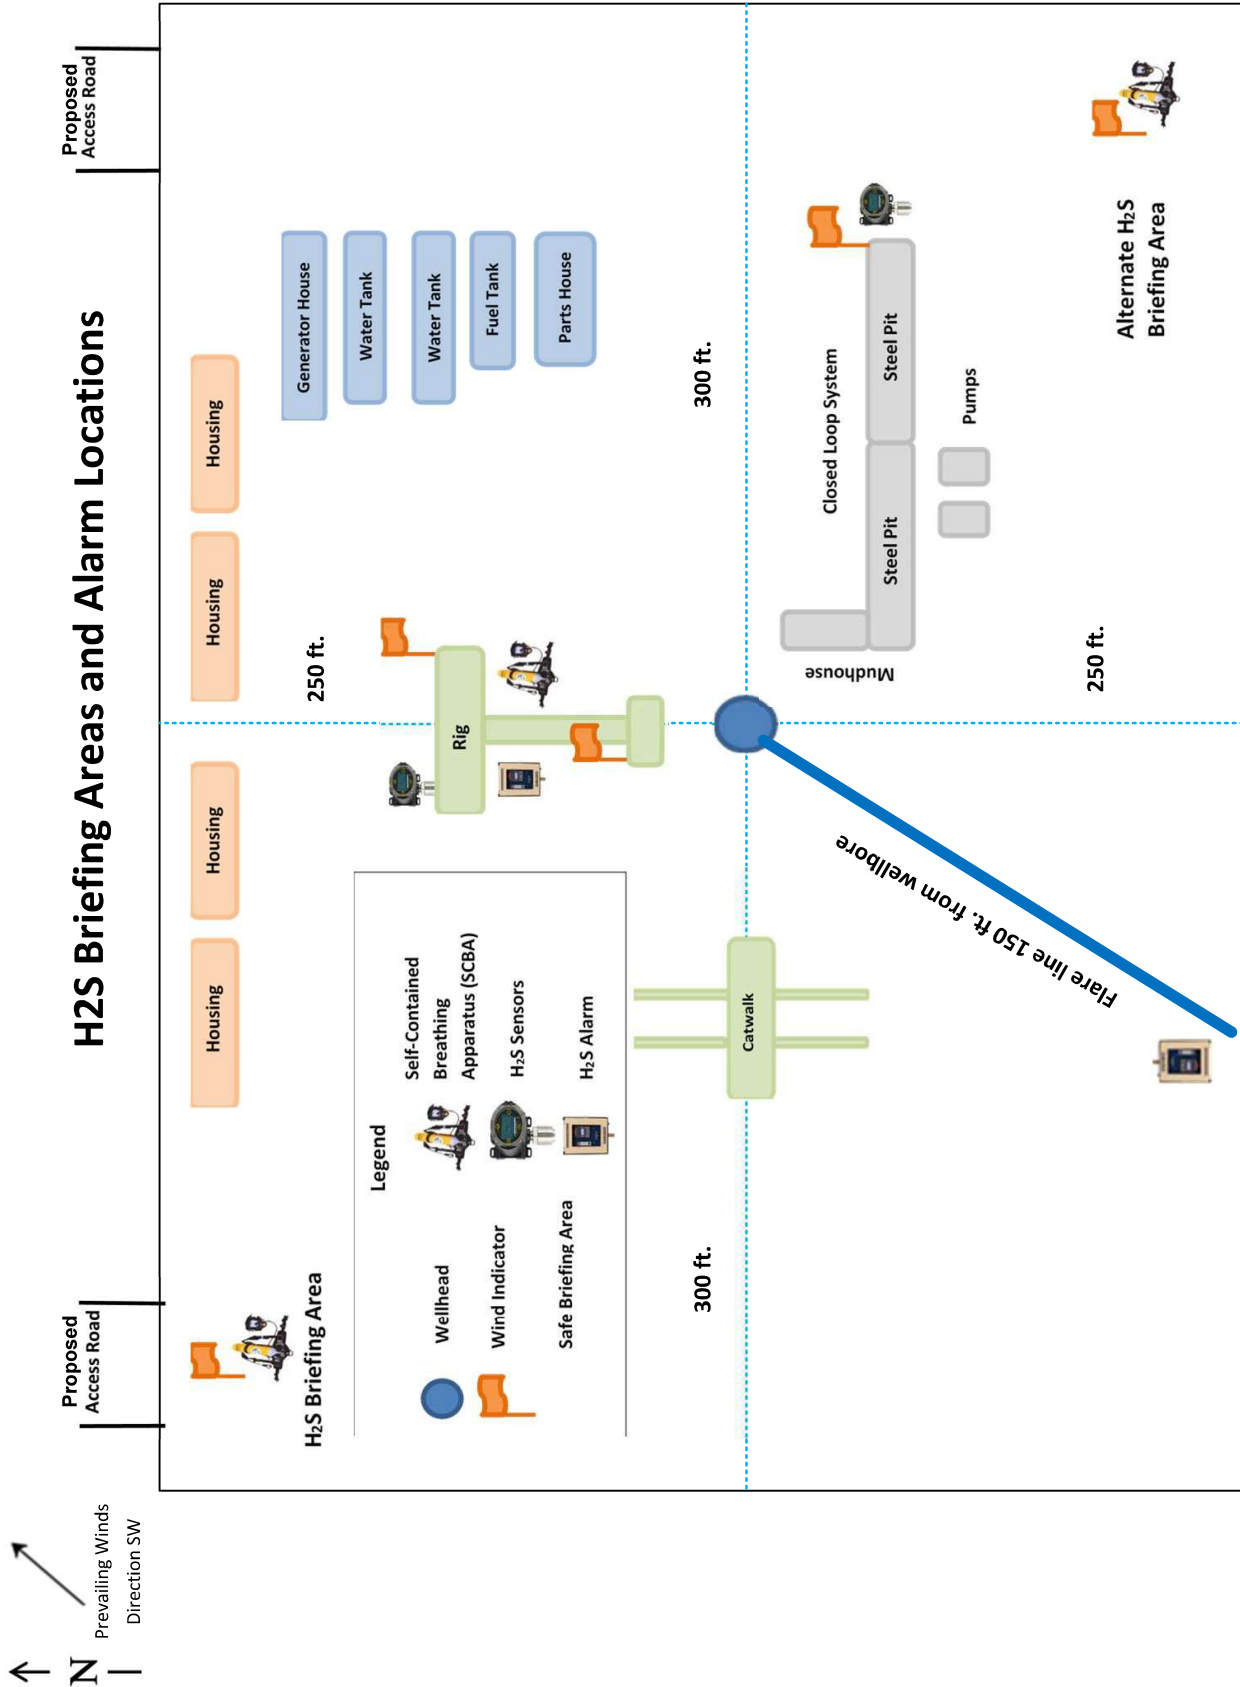 H2S Briefing Areas and Alarm Locations
N
Prevailing Winds
Direction SW
Proposed
Access Road
Proposed
Access Road
H2S Briefing Area
Housing
Housing
Housing
Housing
250 ft.
Generator House
Water Tank
Water Tank
Fuel Tank
Parts House
Rig
Legend
Wellhead
Wind Indicator
Safe Briefing Area
Self-Contained
Breathing
Apparatus (SCBA)
H2S Sensors
H2S Alarm
300 ft.
300 ft.
Catwalk
Mudhouse
Closed Loop System
Steel Pit
Steel Pit
Pumps
Flare line 150 ft. from wellbore
250 ft.
Alternate H2S
Briefing Area